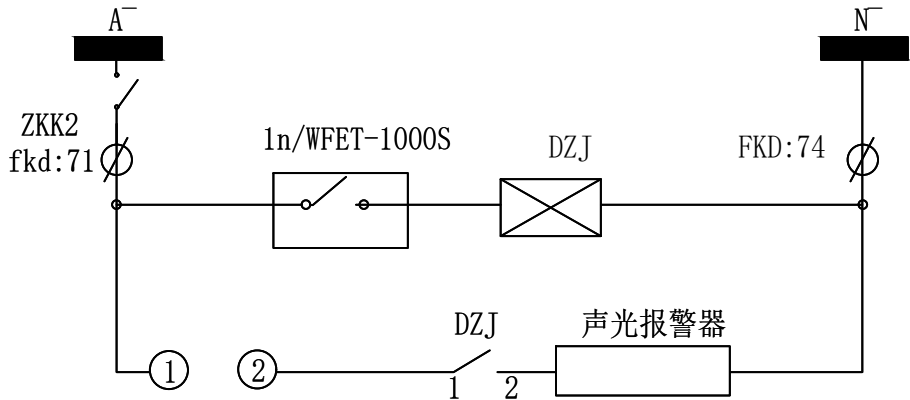 A¯
N¯
ZKK2
fkd:71
1n/WFET-1000S
DZJ
FKD:74
DZJ
声光报警器
1
2
1
2